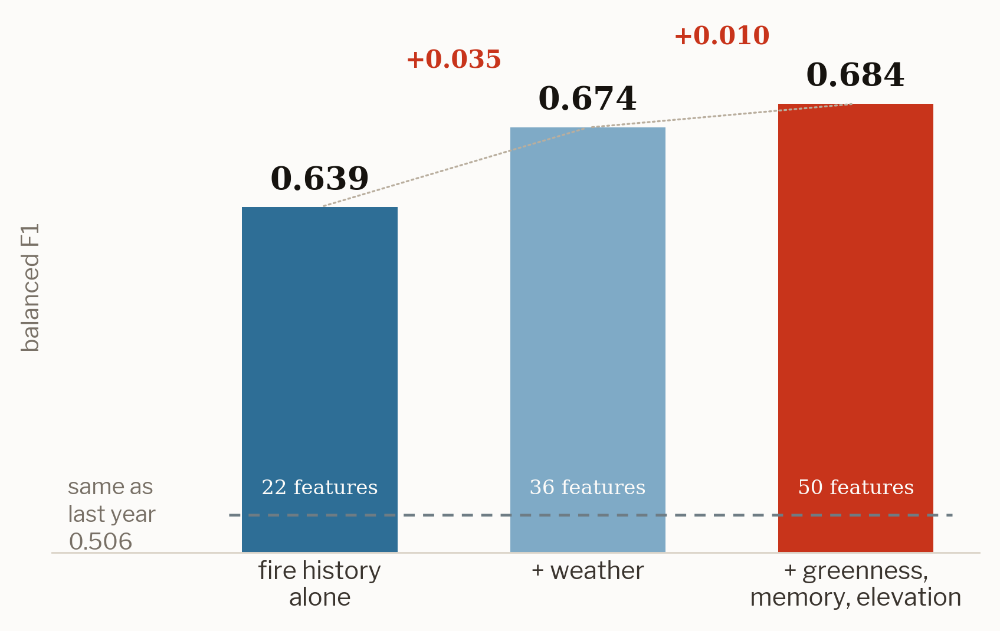 +0.010
+0.035
0.684
0.674
0.639
balanced F1
same as
last year
0.506
22 features
36 features
50 features
fire history
alone
+ weather
+ greenness,
memory, elevation